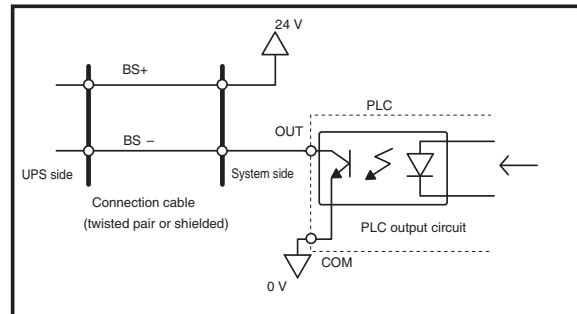 24 V
BS+
PLC
OUT
BS –
UPS side
System side
Connection cable
(twisted pair or shielded)
PLC output circuit
COM
0 V